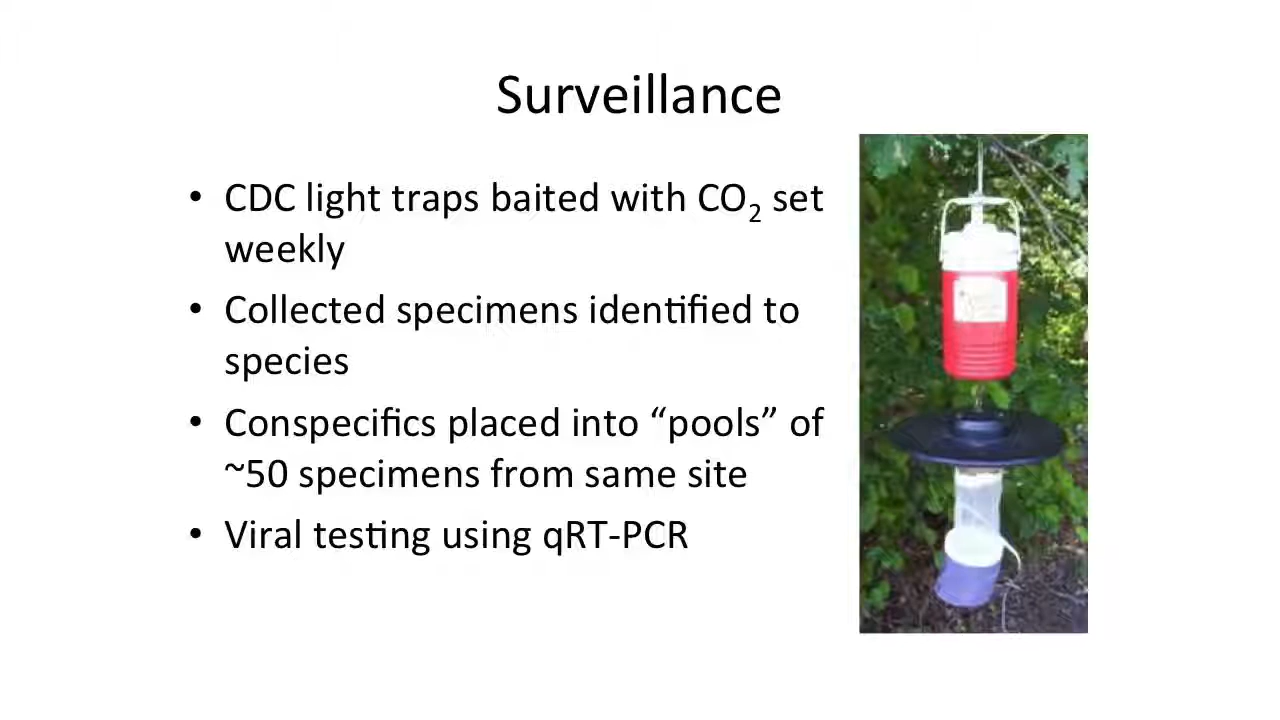 Surveillance
• CDC light traps baited with CO₂ set
weekly
• Collected specimens identified to
species
• Conspecifics placed into “pools” of
~50 specimens from same site
• Viral testing using qRT-PCR